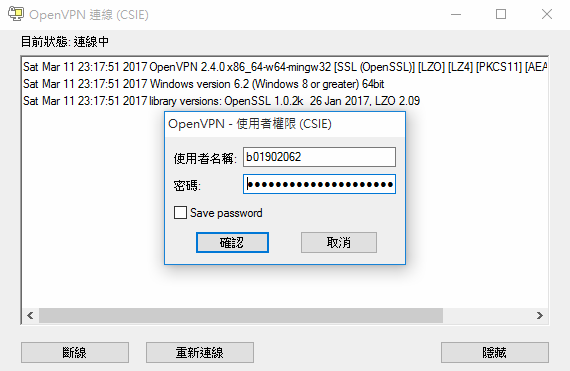 OpenVPN 連線 (CSIE)
目前狀態: 連線中
Sat Mar 11 23:17:51 2017 OpenVPN 2.4.0 x86_64-w64-mingw32 [SSL (OpenSSL)] [LZO] [LZ4] [PKCS11] [AEA
Sat Mar 11 23:17:51 2017 Windows version 6.2 (Windows 8 or greater) 64bit
Sat Mar 11 23:17:51 2017 library versions: OpenSSL 1.0.2k  26 Jan 2017, LZO 2.09
OpenVPN - 使用者權限 (CSIE)
使用者名稱: b01902062
密碼: ●●●●●●●●●●●●●●●●●●●●●
Save password
確認 取消
斷線 重新連線 隱藏